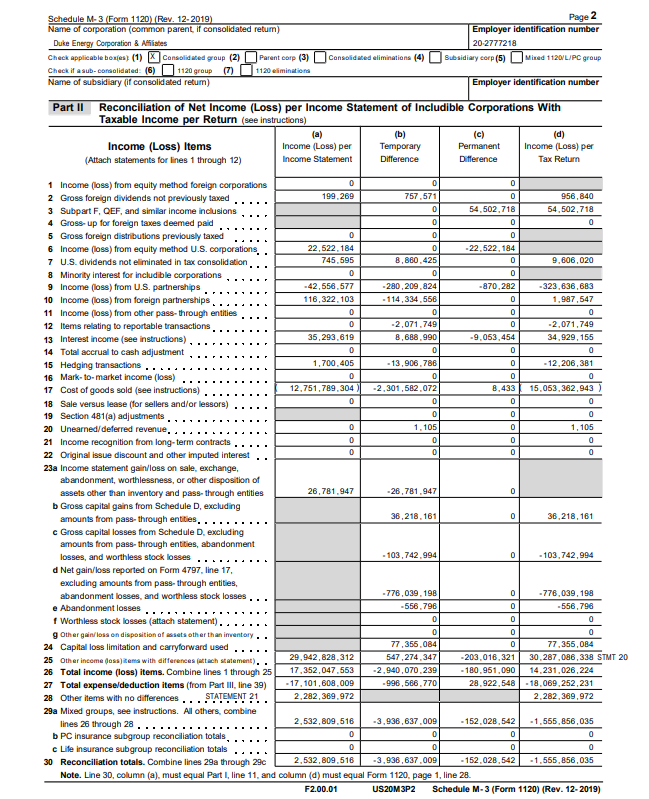 Schedule M-3 (Form 1120) (Rev. 12-2019) Page 2
Name of corporation (common parent, if consolidated return) Employer identification number
Duke Energy Corporation & Affiliates 20-2777218
Check applicable box(es) (1) X Consolidated group (2) Parent corp (3) Consolidated eliminations (4) Subsidiary corp (5) Mixed 1120/L/PC group
Check if a sub-consolidated: (6) 1120 group (7) 1120 eliminations
Name of subsidiary (if consolidated return) Employer identification number
Part II Reconciliation of Net Income (Loss) per Income Statement of Includible Corporations With
Taxable Income per Return (see instructions)
Income (Loss) Items
(Attach statements for lines 1 through 12)
(a) Income (Loss) per Income Statement
(b) Temporary Difference
(c) Permanent Difference
(d) Income (Loss) per Tax Return
1 Income (loss) from equity method foreign corporations 0 0 0
2 Gross foreign dividends not previously taxed 199,269 757,571 0 956,840
3 Subpart F, QEF, and similar income inclusions 0 54,502,718 54,502,718
4 Gross-up for foreign taxes deemed paid 0 0 0
5 Gross foreign distributions previously taxed 0 0 0
6 Income (loss) from equity method U.S. corporations 22,522,184 0 -22,522,184
7 U.S. dividends not eliminated in tax consolidation 745,595 8,860,425 0 9,606,020
8 Minority interest for includible corporations 0 0 0
9 Income (loss) from U.S. partnerships -42,556,577 -280,209,824 -870,282 -323,636,683
10 Income (loss) from foreign partnerships 116,322,103 -114,334,556 0 1,987,547
11 Income (loss) from other pass-through entities 0 0 0 0
12 Items relating to reportable transactions 0 -2,071,749 0 -2,071,749
13 Interest income (see instructions) 35,293,619 8,688,990 -9,053,454 34,929,155
14 Total accrual to cash adjustment 0 0 0 0
15 Hedging transactions 1,700,405 -13,906,786 0 -12,206,381
16 Mark-to-market income (loss) 0 0 0 0
17 Cost of goods sold (see instructions) ( 12,751,789,304 ) -2,301,582,072 8,433 ( 15,053,362,943 )
18 Sale versus lease (for sellers and/or lessors) 0 0 0 0
19 Section 481(a) adjustments 0 0 0
20 Unearned/deferred revenue 0 1,105 0 1,105
21 Income recognition from long-term contracts 0 0 0 0
22 Original issue discount and other imputed interest 0 0 0 0
23a Income statement gain/loss on sale, exchange,
abandonment, worthlessness, or other disposition of
assets other than inventory and pass-through entities 26,781,947 -26,781,947 0
b Gross capital gains from Schedule D, excluding
amounts from pass-through entities 36,218,161 0 36,218,161
c Gross capital losses from Schedule D, excluding
amounts from pass-through entities, abandonment
losses, and worthless stock losses -103,742,994 0 -103,742,994
d Net gain/loss reported on Form 4797, line 17,
excluding amounts from pass-through entities,
abandonment losses, and worthless stock losses -776,039,198 0 -776,039,198
e Abandonment losses -556,796 0 -556,796
f Worthless stock losses (attach statement) 0 0 0
g Other gain/loss on disposition of assets other than inventory 0 0 0
24 Capital loss limitation and carryforward used 77,355,084 0 77,355,084
25 Other income (loss) items with differences (attach statement) 29,942,828,312 547,274,347 -203,016,321 30,287,086,338 STMT 20
26 Total income (loss) items. Combine lines 1 through 25 17,352,047,553 -2,940,070,239 -180,951,090 14,231,026,224
27 Total expense/deduction items (from Part III, line 39) -17,101,608,009 -996,566,770 28,922,548 -18,069,252,231
28 Other items with no differences STATEMENT 21 2,282,369,972 2,282,369,972
29a Mixed groups, see instructions. All others, combine
lines 26 through 28 2,532,809,516 -3,936,637,009 -152,028,542 -1,555,856,035
b PC insurance subgroup reconciliation totals
c Life insurance subgroup reconciliation totals
30 Reconciliation totals. Combine lines 29a through 29c 2,532,809,516 -3,936,637,009 -152,028,542 -1,555,856,035
Note. Line 30, column (a), must equal Part I, line 11, and column (d) must equal Form 1120, page 1, line 28.
F2.00.01 US20M3P2 Schedule M-3 (Form 1120) (Rev. 12-2019)